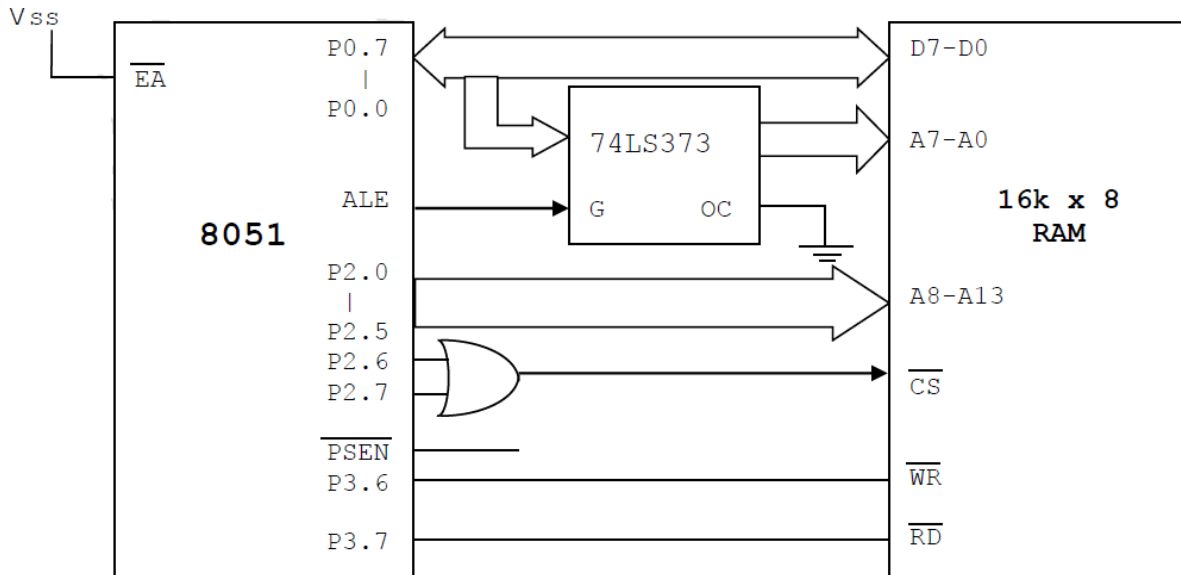 Vss
EA
P0.7
|
P0.0
ALE
8051
P2.0
|
P2.5
P2.6
P2.7
PSEN
P3.6
P3.7
74LS373
G OC
D7-D0
A7-A0
16k x 8
RAM
A8-A13
CS
WR
RD